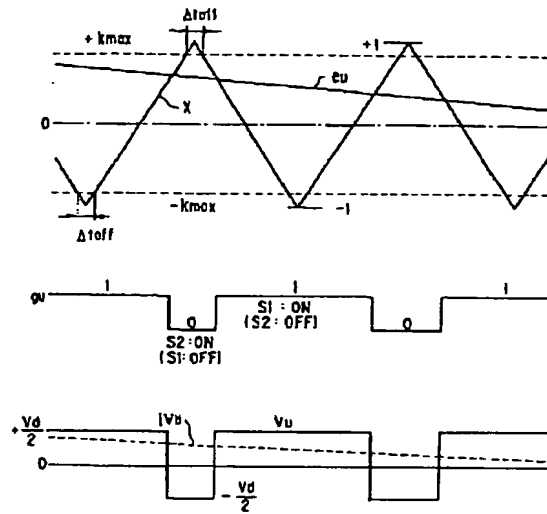 Δtoff
+kmax
+1
eu
X
0
-kmax
-1
Δtoff
gu
1
1
1
0
0
S1:ON
(S2:OFF)
S2:ON
(S1:OFF)
+Vd/2
Vu
0
-Vd/2